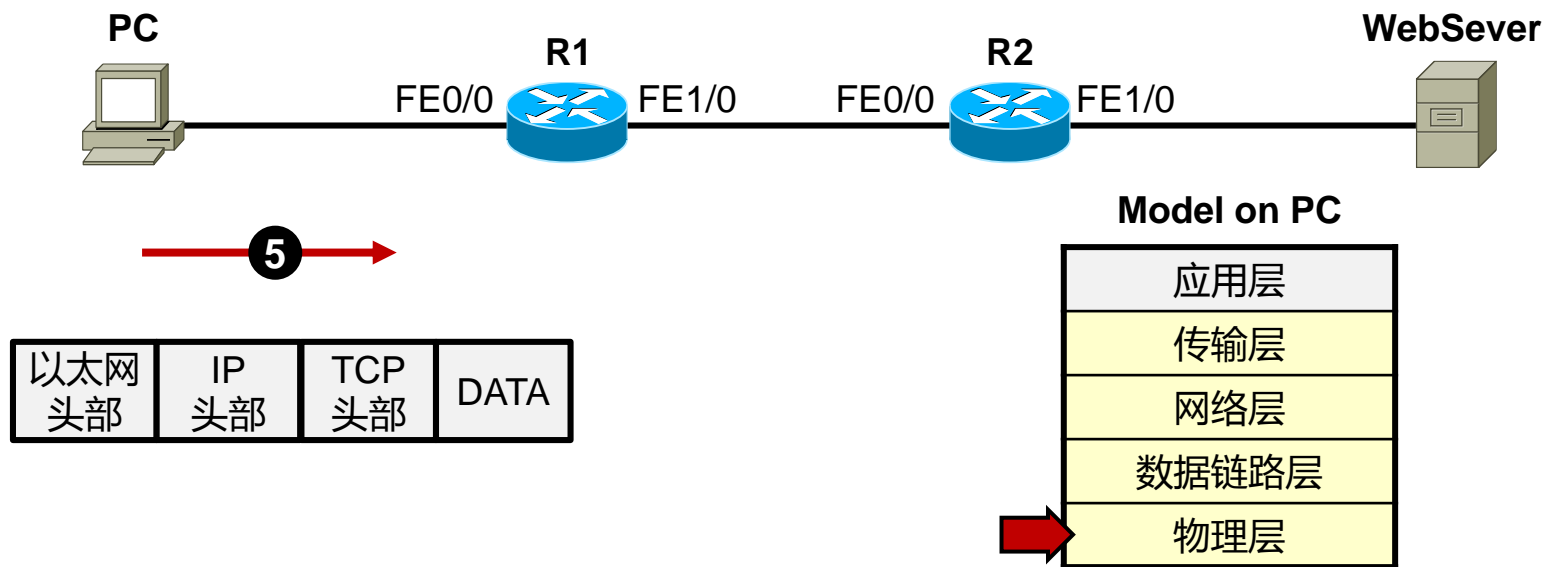 PC
R1
R2
WebSever
FE0/0
FE1/0
FE0/0
FE1/0
5
Model on PC
应用层
传输层
网络层
数据链路层
物理层
以太网
头部
IP
头部
TCP
头部
DATA